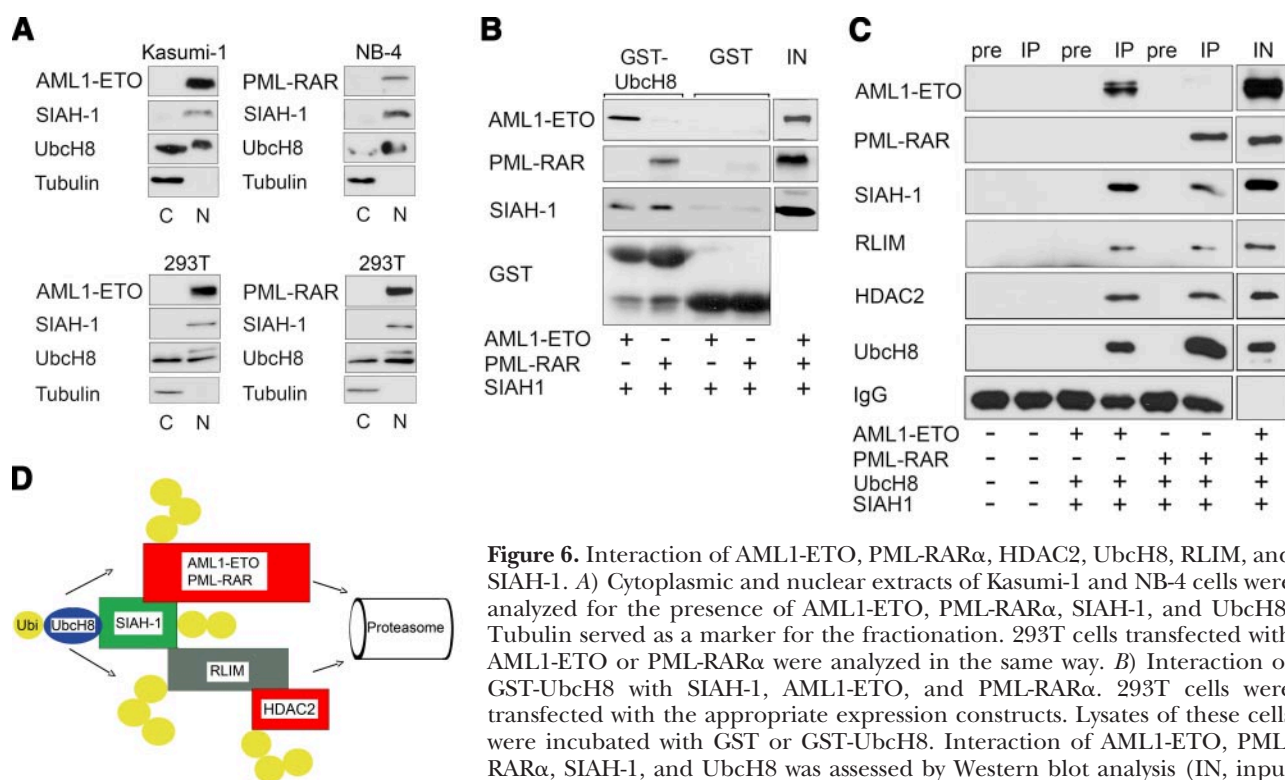 A
Kasumi-1
NB-4
AML1-ETO
PML-RAR
SIAH-1
SIAH-1
UbcH8
UbcH8
Tubulin
Tubulin
C N
C N
293T
293T
AML1-ETO
PML-RAR
SIAH-1
SIAH-1
UbcH8
UbcH8
Tubulin
Tubulin
C N
C N
B
GST-UbcH8
GST
IN
AML1-ETO
PML-RAR
SIAH-1
GST
AML1-ETO + - + - +
PML-RAR - + - + +
SIAH1 + + + + +
C
pre IP pre IP pre IP IN
AML1-ETO
PML-RAR
SIAH-1
RLIM
HDAC2
UbcH8
IgG
AML1-ETO - - + + - - +
PML-RAR - - - - + + +
UbcH8 - - + + + + +
SIAH1 - - + + + + +
D
AML1-ETO
PML-RAR
Ubi
UbcH8
SIAH-1
Proteasome
RLIM
HDAC2
Figure 6. Interaction of AML1-ETO, PML-RARα, HDAC2, UbcH8, RLIM, and
SIAH-1. A) Cytoplasmic and nuclear extracts of Kasumi-1 and NB-4 cells were
analyzed for the presence of AML1-ETO, PML-RARα, SIAH-1, and UbcH8
Tubulin served as a marker for the fractionation. 293T cells transfected with
AML1-ETO or PML-RARα were analyzed in the same way. B) Interaction o
GST-UbcH8 with SIAH-1, AML1-ETO, and PML-RARα. 293T cells were
transfected with the appropriate expression constructs. Lysates of these cell
were incubated with GST or GST-UbcH8. Interaction of AML1-ETO, PML
RARα, SIAH-1, and UbcH8 was assessed by Western blot analysis (IN, input